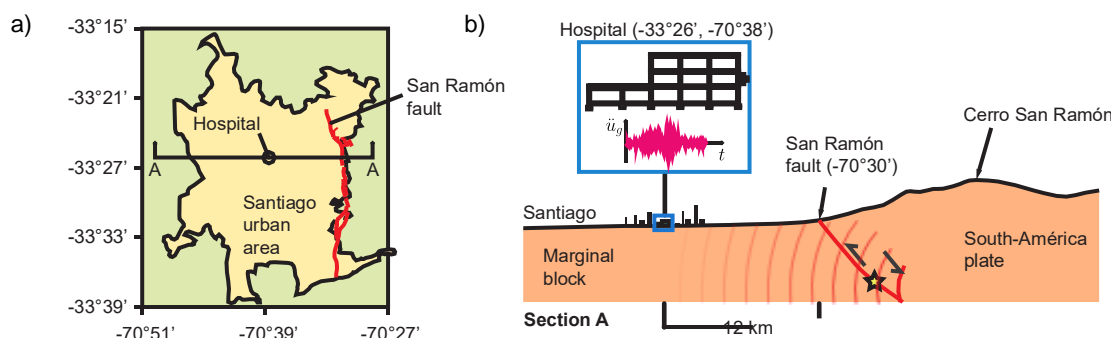 a)
-33°15’
-33°21’
-33°27’
-33°33’
-33°39’
-70°51’
-70°39’
-70°27’
San Ramón
fault
Hospital
A
A
Santiago
urban
area
b)
Hospital (-33°26’, -70°38’)
ü_g
t
San Ramón
fault (-70°30’)
Cerro San Ramón
Santiago
Marginal
block
South-América
plate
Section A
12 km